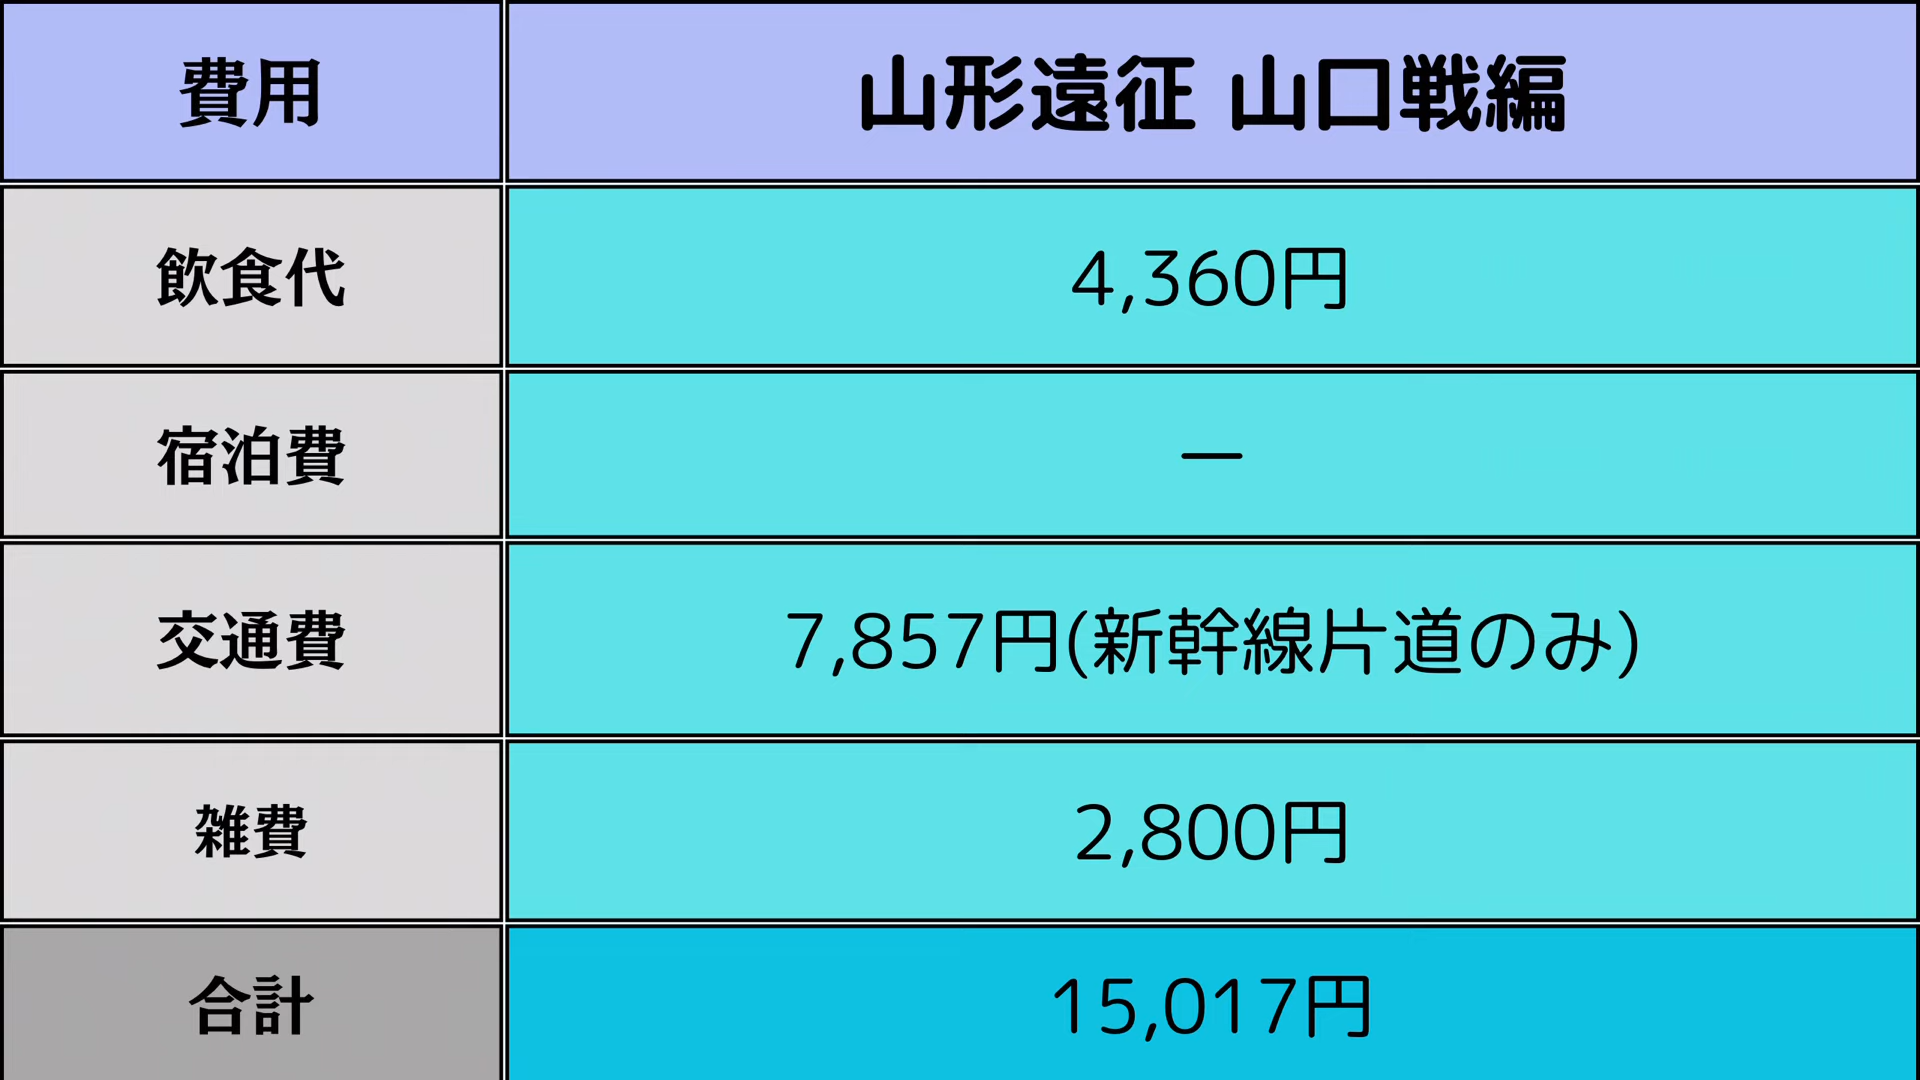 費用 山形遠征 山口戦編
飲食代 4,360円
宿泊費 —
交通費 7,857円(新幹線片道のみ)
雑費 2,800円
合計 15,017円